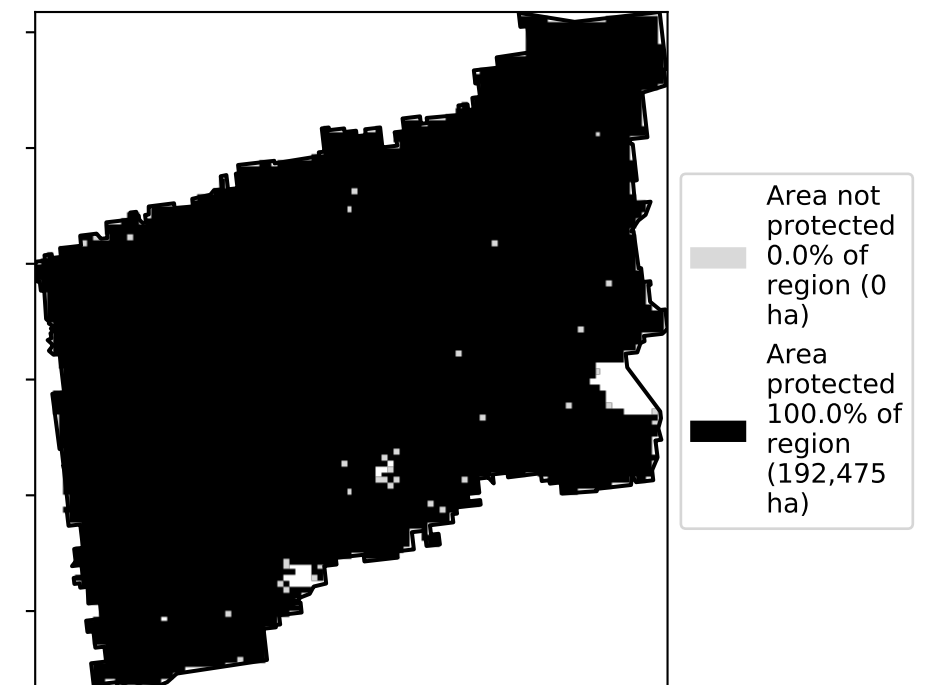 Area not
protected
0.0% of
region (0
ha)
Area
protected
100.0% of
region
(192,475
ha)